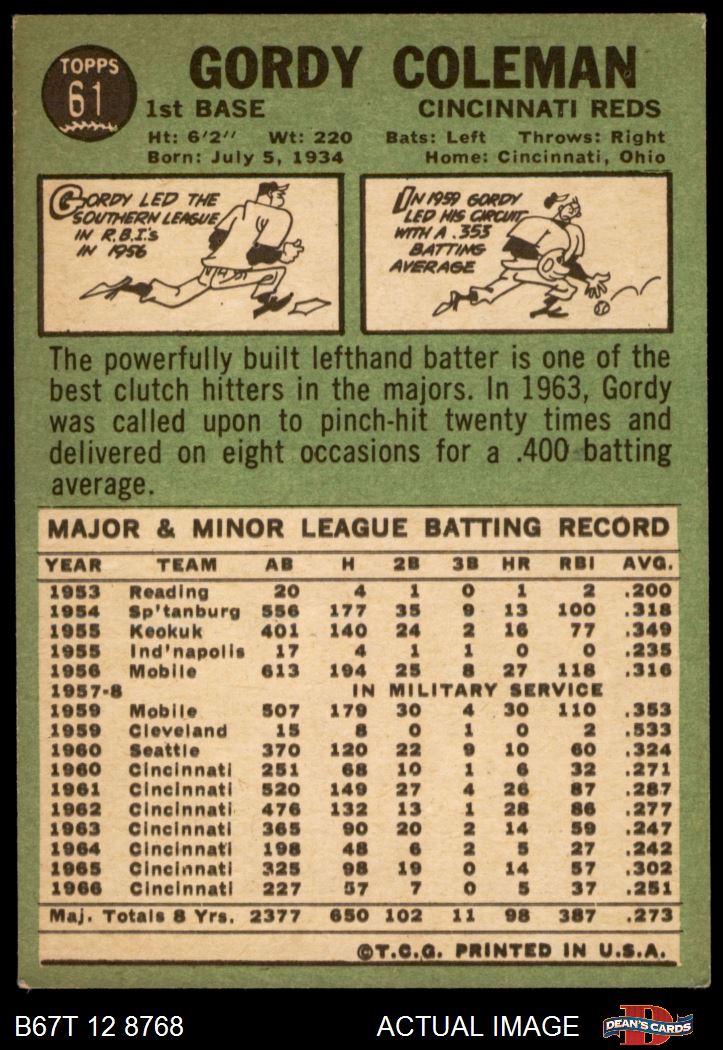 TOPPS
61
GORDY COLEMAN
1st BASE CINCINNATI REDS
Ht: 6'2" Wt: 220 Bats: Left Throws: Right
Born: July 5, 1934 Home: Cincinnati, Ohio
GORDY LED THE
SOUTHERN LEAGUE
IN R.B.I.'s
IN 1956
IN 1959 GORDY
LED HIS CIRCUIT
WITH A .353
BATTING
AVERAGE
The powerfully built lefthand batter is one of the
best clutch hitters in the majors. In 1963, Gordy
was called upon to pinch-hit twenty times and
delivered on eight occasions for a .400 batting
average.
MAJOR & MINOR LEAGUE BATTING RECORD
YEAR TEAM AB H 2B 3B HR RBI AVG.
1953 Reading 20 4 1 0 1 2 .200
1954 Sp'tanburg 556 177 35 9 13 100 .318
1955 Keokuk 401 140 24 2 16 77 .349
1955 Ind'napolis 17 4 1 1 0 0 .235
1956 Mobile 613 194 25 8 27 118 .316
1957-8 IN MILITARY SERVICE
1959 Mobile 507 179 30 4 30 110 .353
1959 Cleveland 15 8 0 1 0 2 .533
1960 Seattle 370 120 22 9 10 60 .324
1960 Cincinnati 251 68 10 1 6 32 .271
1961 Cincinnati 520 149 27 4 26 87 .287
1962 Cincinnati 476 132 13 1 28 86 .277
1963 Cincinnati 365 90 20 2 14 59 .247
1964 Cincinnati 198 48 6 2 5 27 .242
1965 Cincinnati 325 98 19 0 14 57 .302
1966 Cincinnati 227 57 7 0 5 37 .251
Maj. Totals 8 Yrs. 2377 650 102 11 98 387 .273
©T.C.G. PRINTED IN U.S.A.
B67T 12 8768 ACTUAL IMAGE DEAN'S CARDS